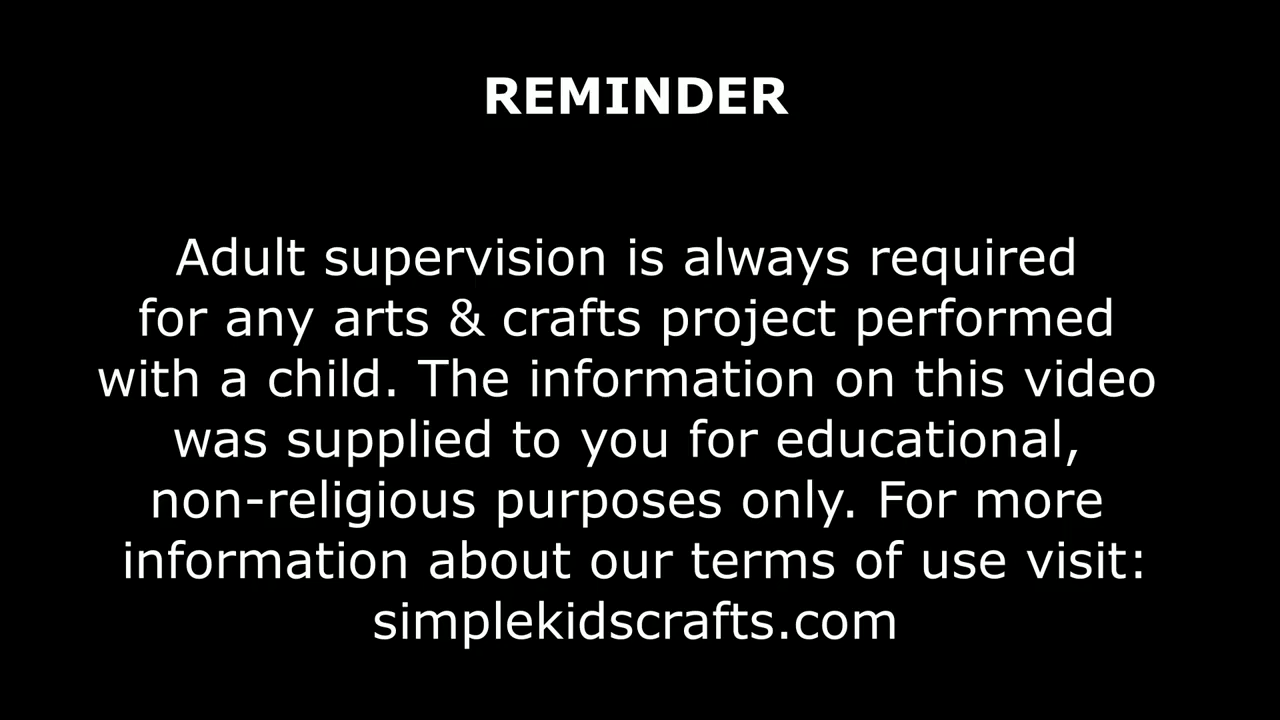 REMINDER
Adult supervision is always required
for any arts & crafts project performed
with a child. The information on this video
was supplied to you for educational,
non-religious purposes only. For more
information about our terms of use visit:
simplekidscrafts.com